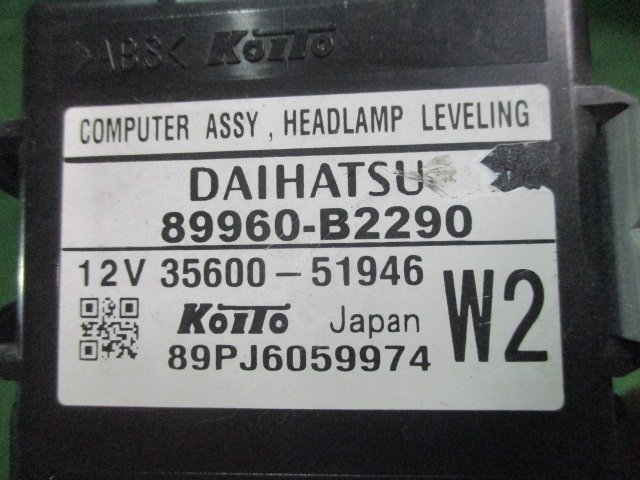 >ABS< KOITO
COMPUTER ASSY, HEADLAMP LEVELING
DAIHATSU
89960-B2290
12V 35600-51946
KOITO Japan W2
89PJ6059974